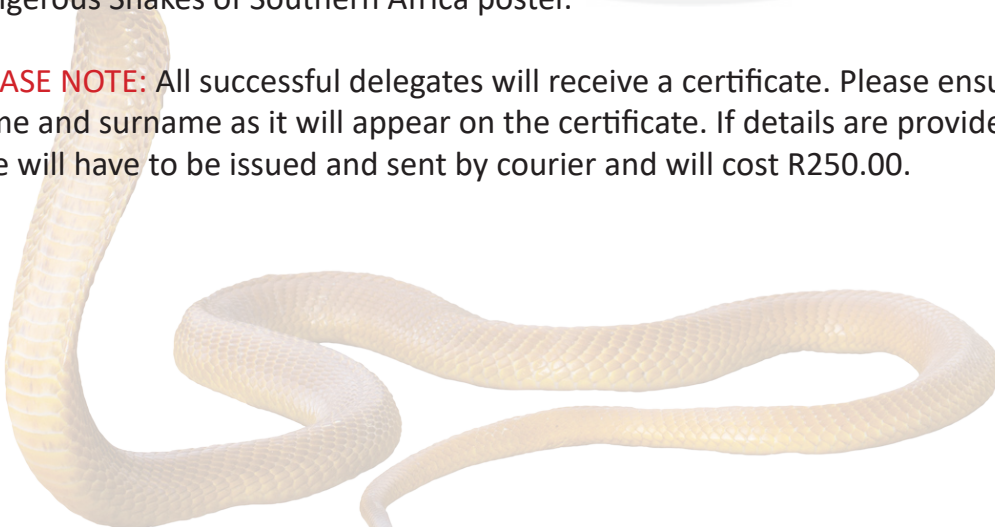 ngerous Snakes of Southern Africa poster.
ASE NOTE: All successful delegates will receive a certificate. Please ensu
me and surname as it will appear on the certificate. If details are provide
e will have to be issued and sent by courier and will cost R250.00.